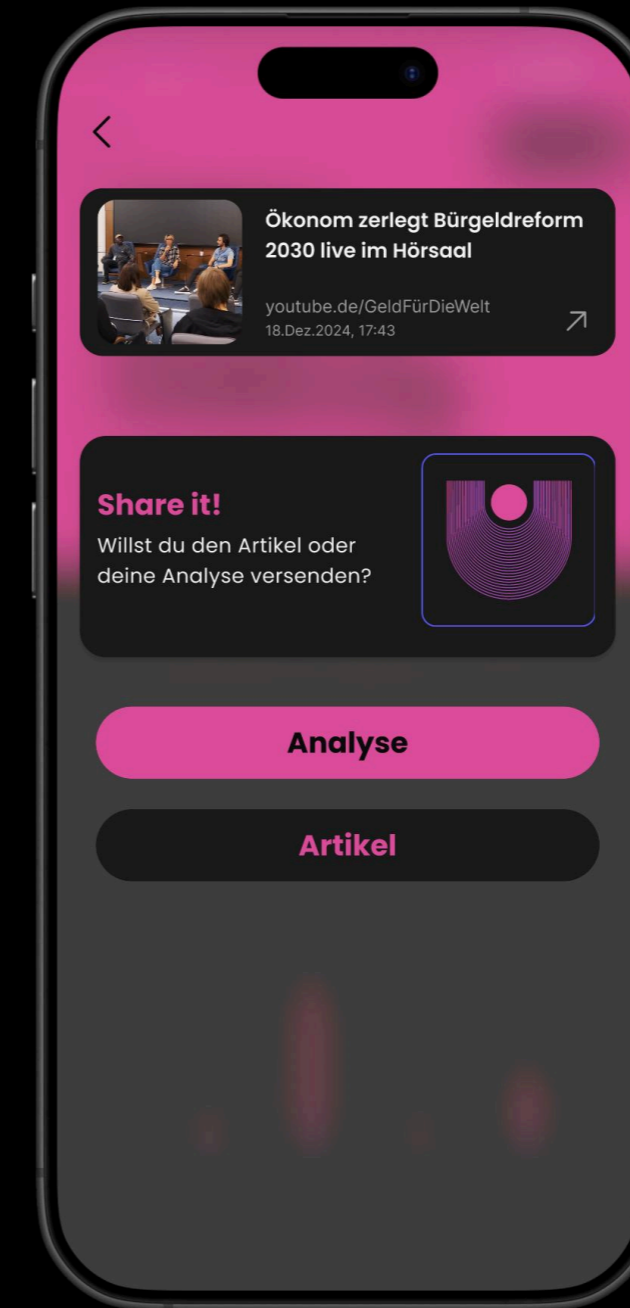 Ökonom zerlegt Bürgeldreform
2030 live im Hörsaal
youtube.de/GeldFürDieWelt
18.Dez.2024, 17:43
Share it!
Willst du den Artikel oder
deine Analyse versenden?
Analyse
Artikel